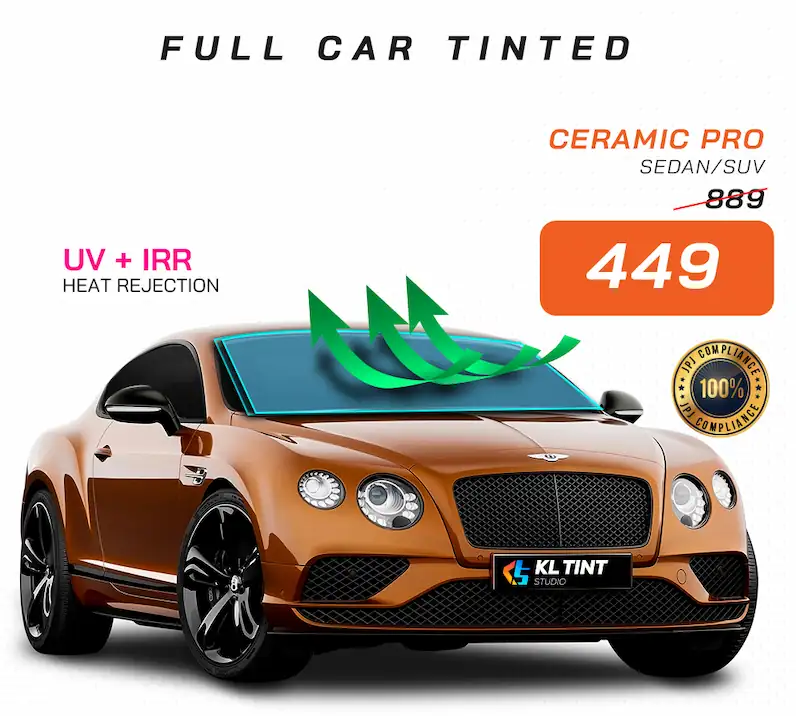 FULL CAR TINTED
CERAMIC PRO
SEDAN/SUV
889
449
UV + IRR
HEAT REJECTION
JPJ COMPLIANCE
100%
JPJ COMPLIANCE
KL TINT
STUDIO